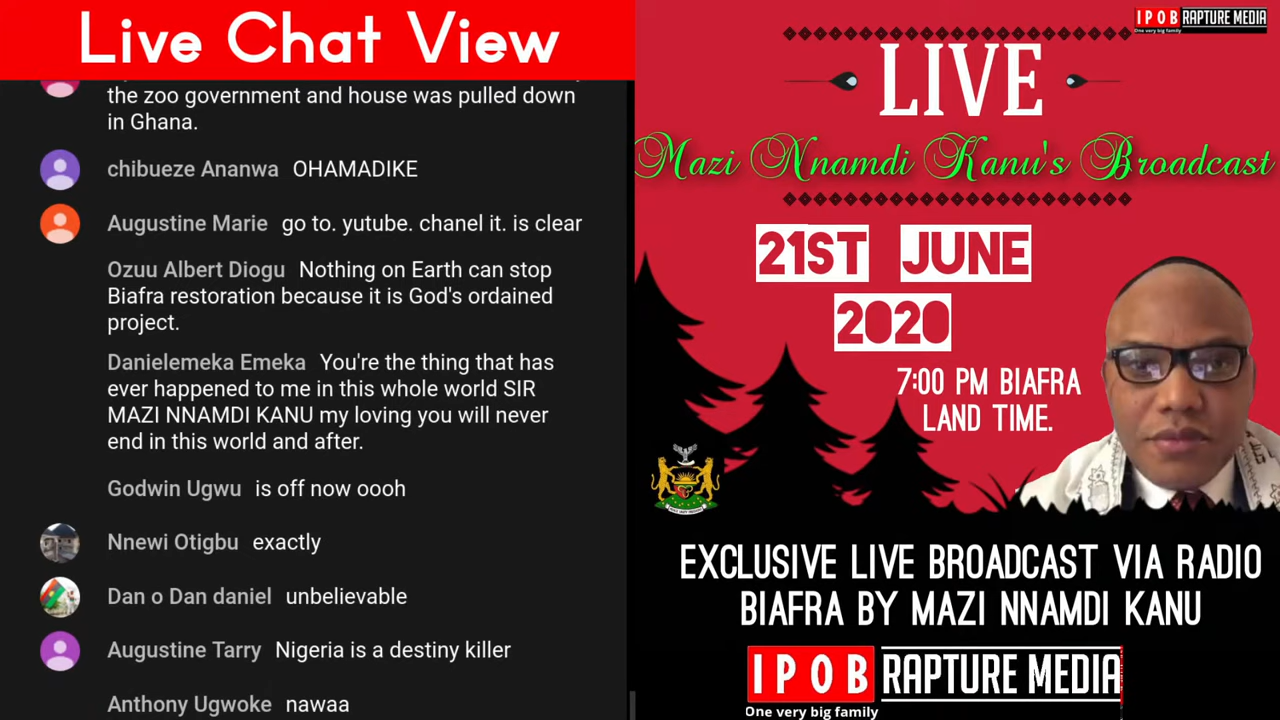 Live Chat View
the zoo government and house was pulled down
in Ghana.
chibueze Ananwa OHAMADIKE
Augustine Marie go to. yutube. chanel it. is clear
Ozuu Albert Diogu Nothing on Earth can stop
Biafra restoration because it is God's ordained
project.
Danielemeka Emeka You're the thing that has
ever happened to me in this whole world SIR
MAZI NNAMDI KANU my loving you will never
end in this world and after.
Godwin Ugwu is off now oooh
Nnewi Otigbu exactly
Dan o Dan daniel unbelievable
Augustine Tarry Nigeria is a destiny killer
Anthony Ugwoke nawaa
IPOB RAPTURE MEDIA
One very big family
LIVE
Mazi Nnamdi Kanu's Broadcast
21ST JUNE
2020
7:00 PM BIAFRA
LAND TIME.
EXCLUSIVE LIVE BROADCAST VIA RADIO
BIAFRA BY MAZI NNAMDI KANU
IPOB RAPTURE MEDIA
One very big family